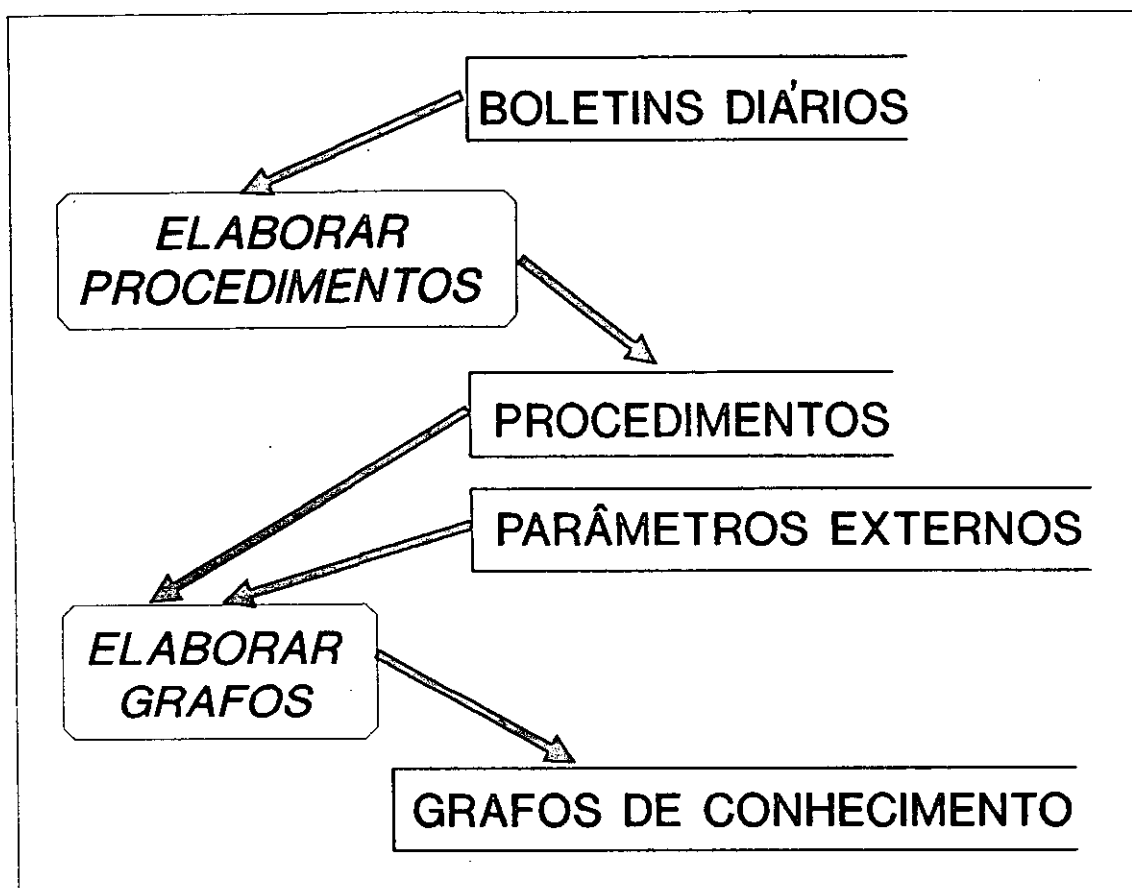 BOLETINS DIÁRIOS
ELABORAR
PROCEDIMENTOS
PROCEDIMENTOS
PARÂMETROS EXTERNOS
ELABORAR
GRAFOS
GRAFOS DE CONHECIMENTO